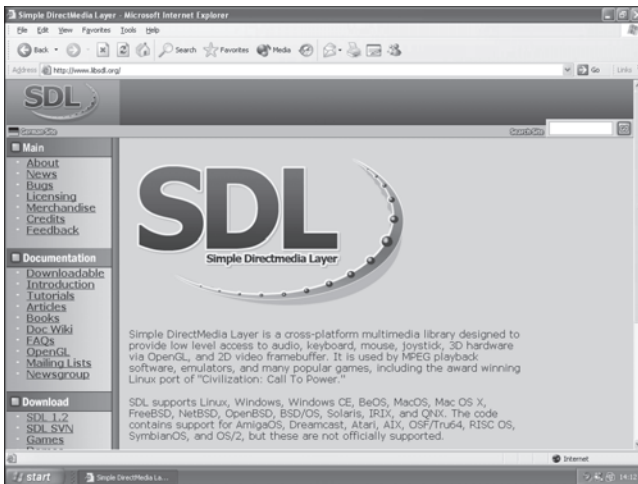 Simple DirectMedia Layer - Microsoft Internet Explorer
File Edit View Favorites Tools Help
Back Search Favorites Media
Address http://www.libsdl.org/ Go Links
SDL
German Site Search Site:
Main
About
News
Bugs
Licensing
Merchandise
Credits
Feedback
Documentation
Downloadable
Introduction
Tutorials
Articles
Books
Doc Wiki
FAQs
OpenGL
Mailing Lists
Newsgroup
Download
SDL 1.2
SDL SVN
Games
SDL
Simple Directmedia Layer
Simple DirectMedia Layer is a cross-platform multimedia library designed to
provide low level access to audio, keyboard, mouse, joystick, 3D hardware
via OpenGL, and 2D video framebuffer. It is used by MPEG playback
software, emulators, and many popular games, including the award winning
Linux port of "Civilization: Call To Power."
SDL supports Linux, Windows, Windows CE, BeOS, MacOS, Mac OS X,
FreeBSD, NetBSD, OpenBSD, BSD/OS, Solaris, IRIX, and QNX. The code
contains support for AmigaOS, Dreamcast, Atari, AIX, OSF/Tru64, RISC OS,
SymbianOS, and OS/2, but these are not officially supported.
Internet
start Simple DirectMedia La... 14:12